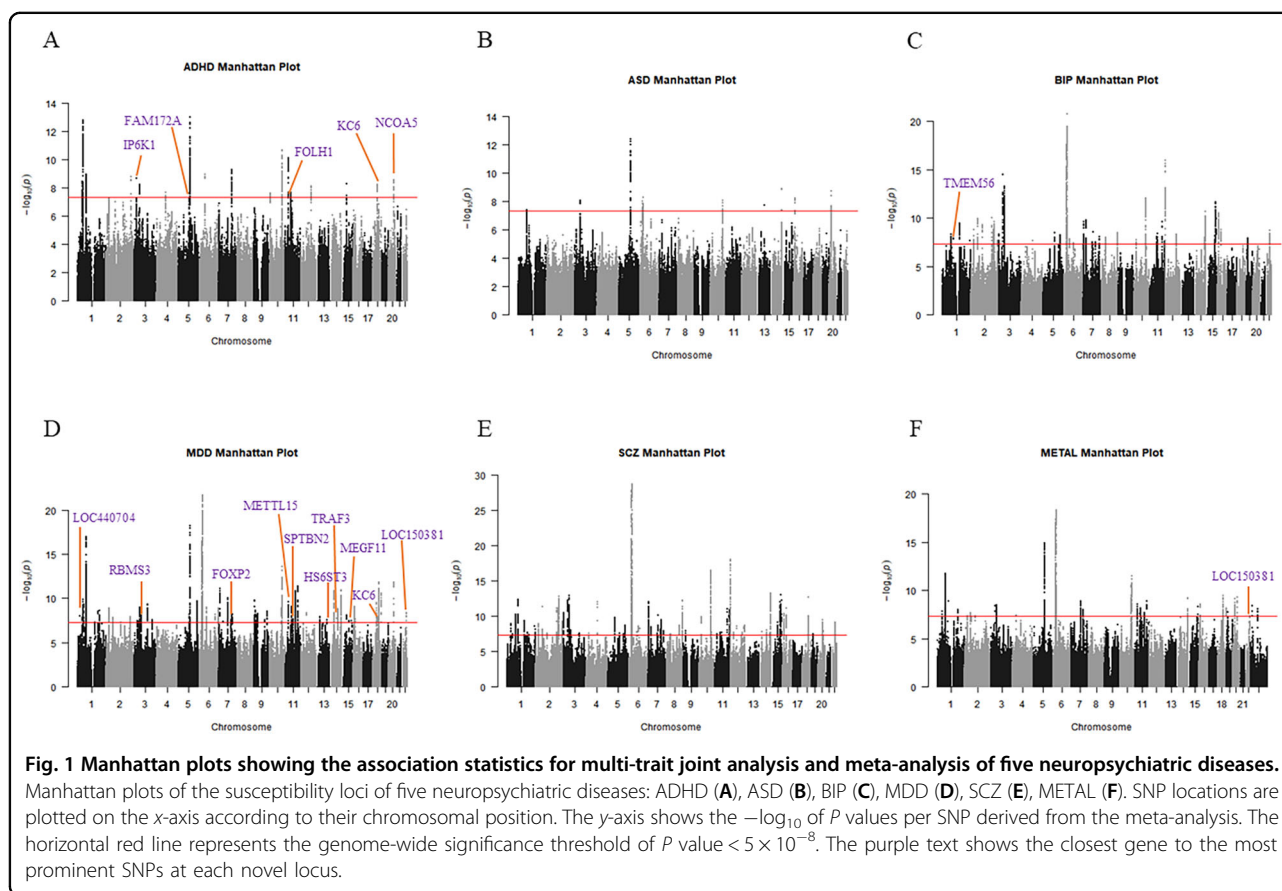 A
ADHD Manhattan Plot
−log₁₀(p)
14
12
10
8
6
4
2
0
FAM172A
IP6K1
FOLH1
KC6
NCOA5
1 2 3 4 5 6 7 8 9 11 13 15 17 20
Chromosome
B
ASD Manhattan Plot
−log₁₀(p)
14
12
10
8
6
4
2
0
1 2 3 4 5 6 7 8 9 11 13 15 17 20
Chromosome
C
BIP Manhattan Plot
−log₁₀(p)
20
15
10
5
0
TMEM56
1 2 3 4 5 6 7 8 9 11 13 15 17 20
Chromosome
D
MDD Manhattan Plot
−log₁₀(p)
20
15
10
5
0
LOC440704
RBMS3
FOXP2
METTL15
SPTBN2
TRAF3
HS6ST3
MEGF11
KC6
LOC150381
1 2 3 4 5 6 7 8 9 11 13 15 17 20
Chromosome
E
SCZ Manhattan Plot
−log₁₀(p)
30
25
20
15
10
5
0
1 2 3 4 5 6 7 8 9 11 13 15 17 20
Chromosome
F
METAL Manhattan Plot
−log₁₀(p)
20
15
10
5
0
LOC150381
1 2 3 4 5 6 7 8 9 11 13 15 18 21
Chromosome
Fig. 1 Manhattan plots showing the association statistics for multi-trait joint analysis and meta-analysis of five neuropsychiatric diseases.
Manhattan plots of the susceptibility loci of five neuropsychiatric diseases: ADHD (A), ASD (B), BIP (C), MDD (D), SCZ (E), METAL (F). SNP locations are
plotted on the x-axis according to their chromosomal position. The y-axis shows the −log₁₀ of P values per SNP derived from the meta-analysis. The
horizontal red line represents the genome-wide significance threshold of P value < 5 × 10⁻⁸. The purple text shows the closest gene to the most
prominent SNPs at each novel locus.